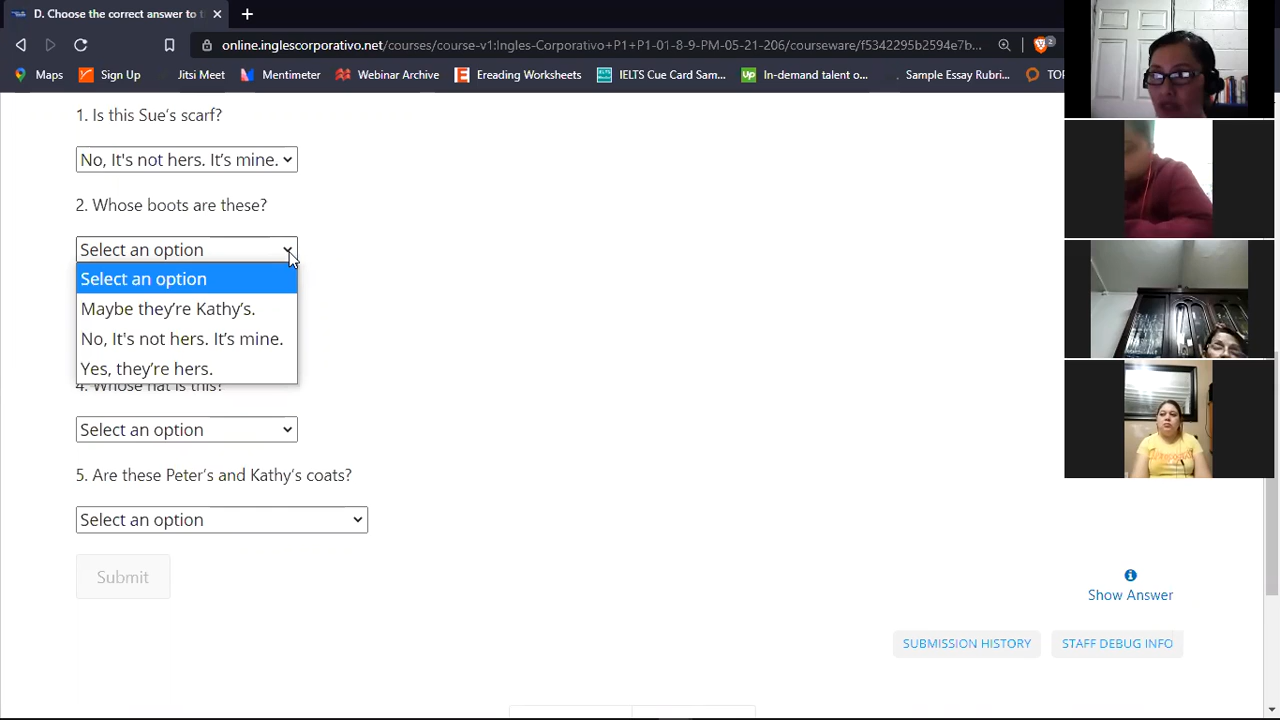 D. Choose the correct answer to t
online.inglescorporativo.net/courses/course-v1:Ingles-Corporativo+P1+P1-01-8-9-PM-05-21-206/courseware/f5342295b2594e7b...
2
Maps Sign Up Jitsi Meet Mentimeter Webinar Archive Ersading Worksheets IELTS Cue Card Sam... In-demand talent o... Sample Essay Rubri... TOP
1. Is this Sue's scarf?
No, It's not hers. It's mine.
2. Whose boots are these?
Select an option
Select an option
Maybe they're Kathy's.
No, It's not hers. It's mine.
Yes, they're hers.
4. Whose hat is this?
Select an option
5. Are these Peter's and Kathy's coats?
Select an option
Submit
Show Answer
SUBMISSION HISTORY STAFF DEBUG INFO